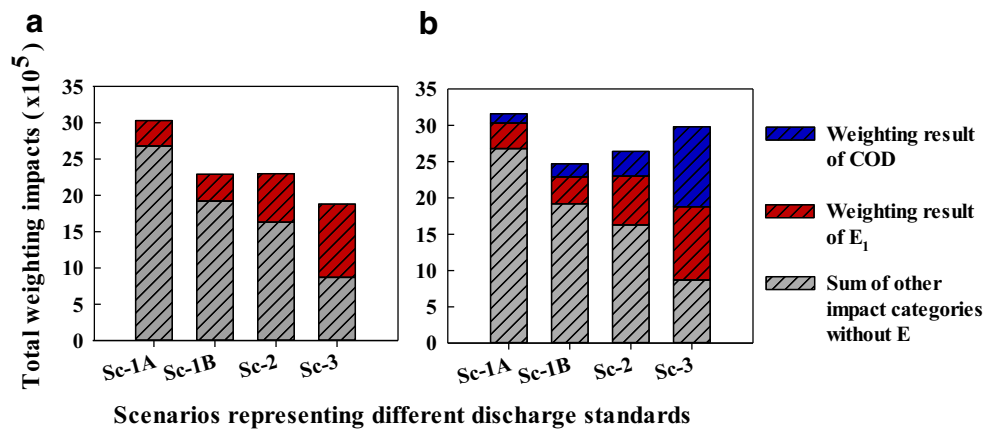 a
b
Total weighting impacts (x10⁵)
35
30
25
20
15
10
5
0
Sc-1A
Sc-1B
Sc-2
Sc-3
35
30
25
20
15
10
5
0
Sc-1A
Sc-1B
Sc-2
Sc-3
Weighting result
of COD
Weighting result
of E₁
Sum of other
impact categories
without E
Scenarios representing different discharge standards